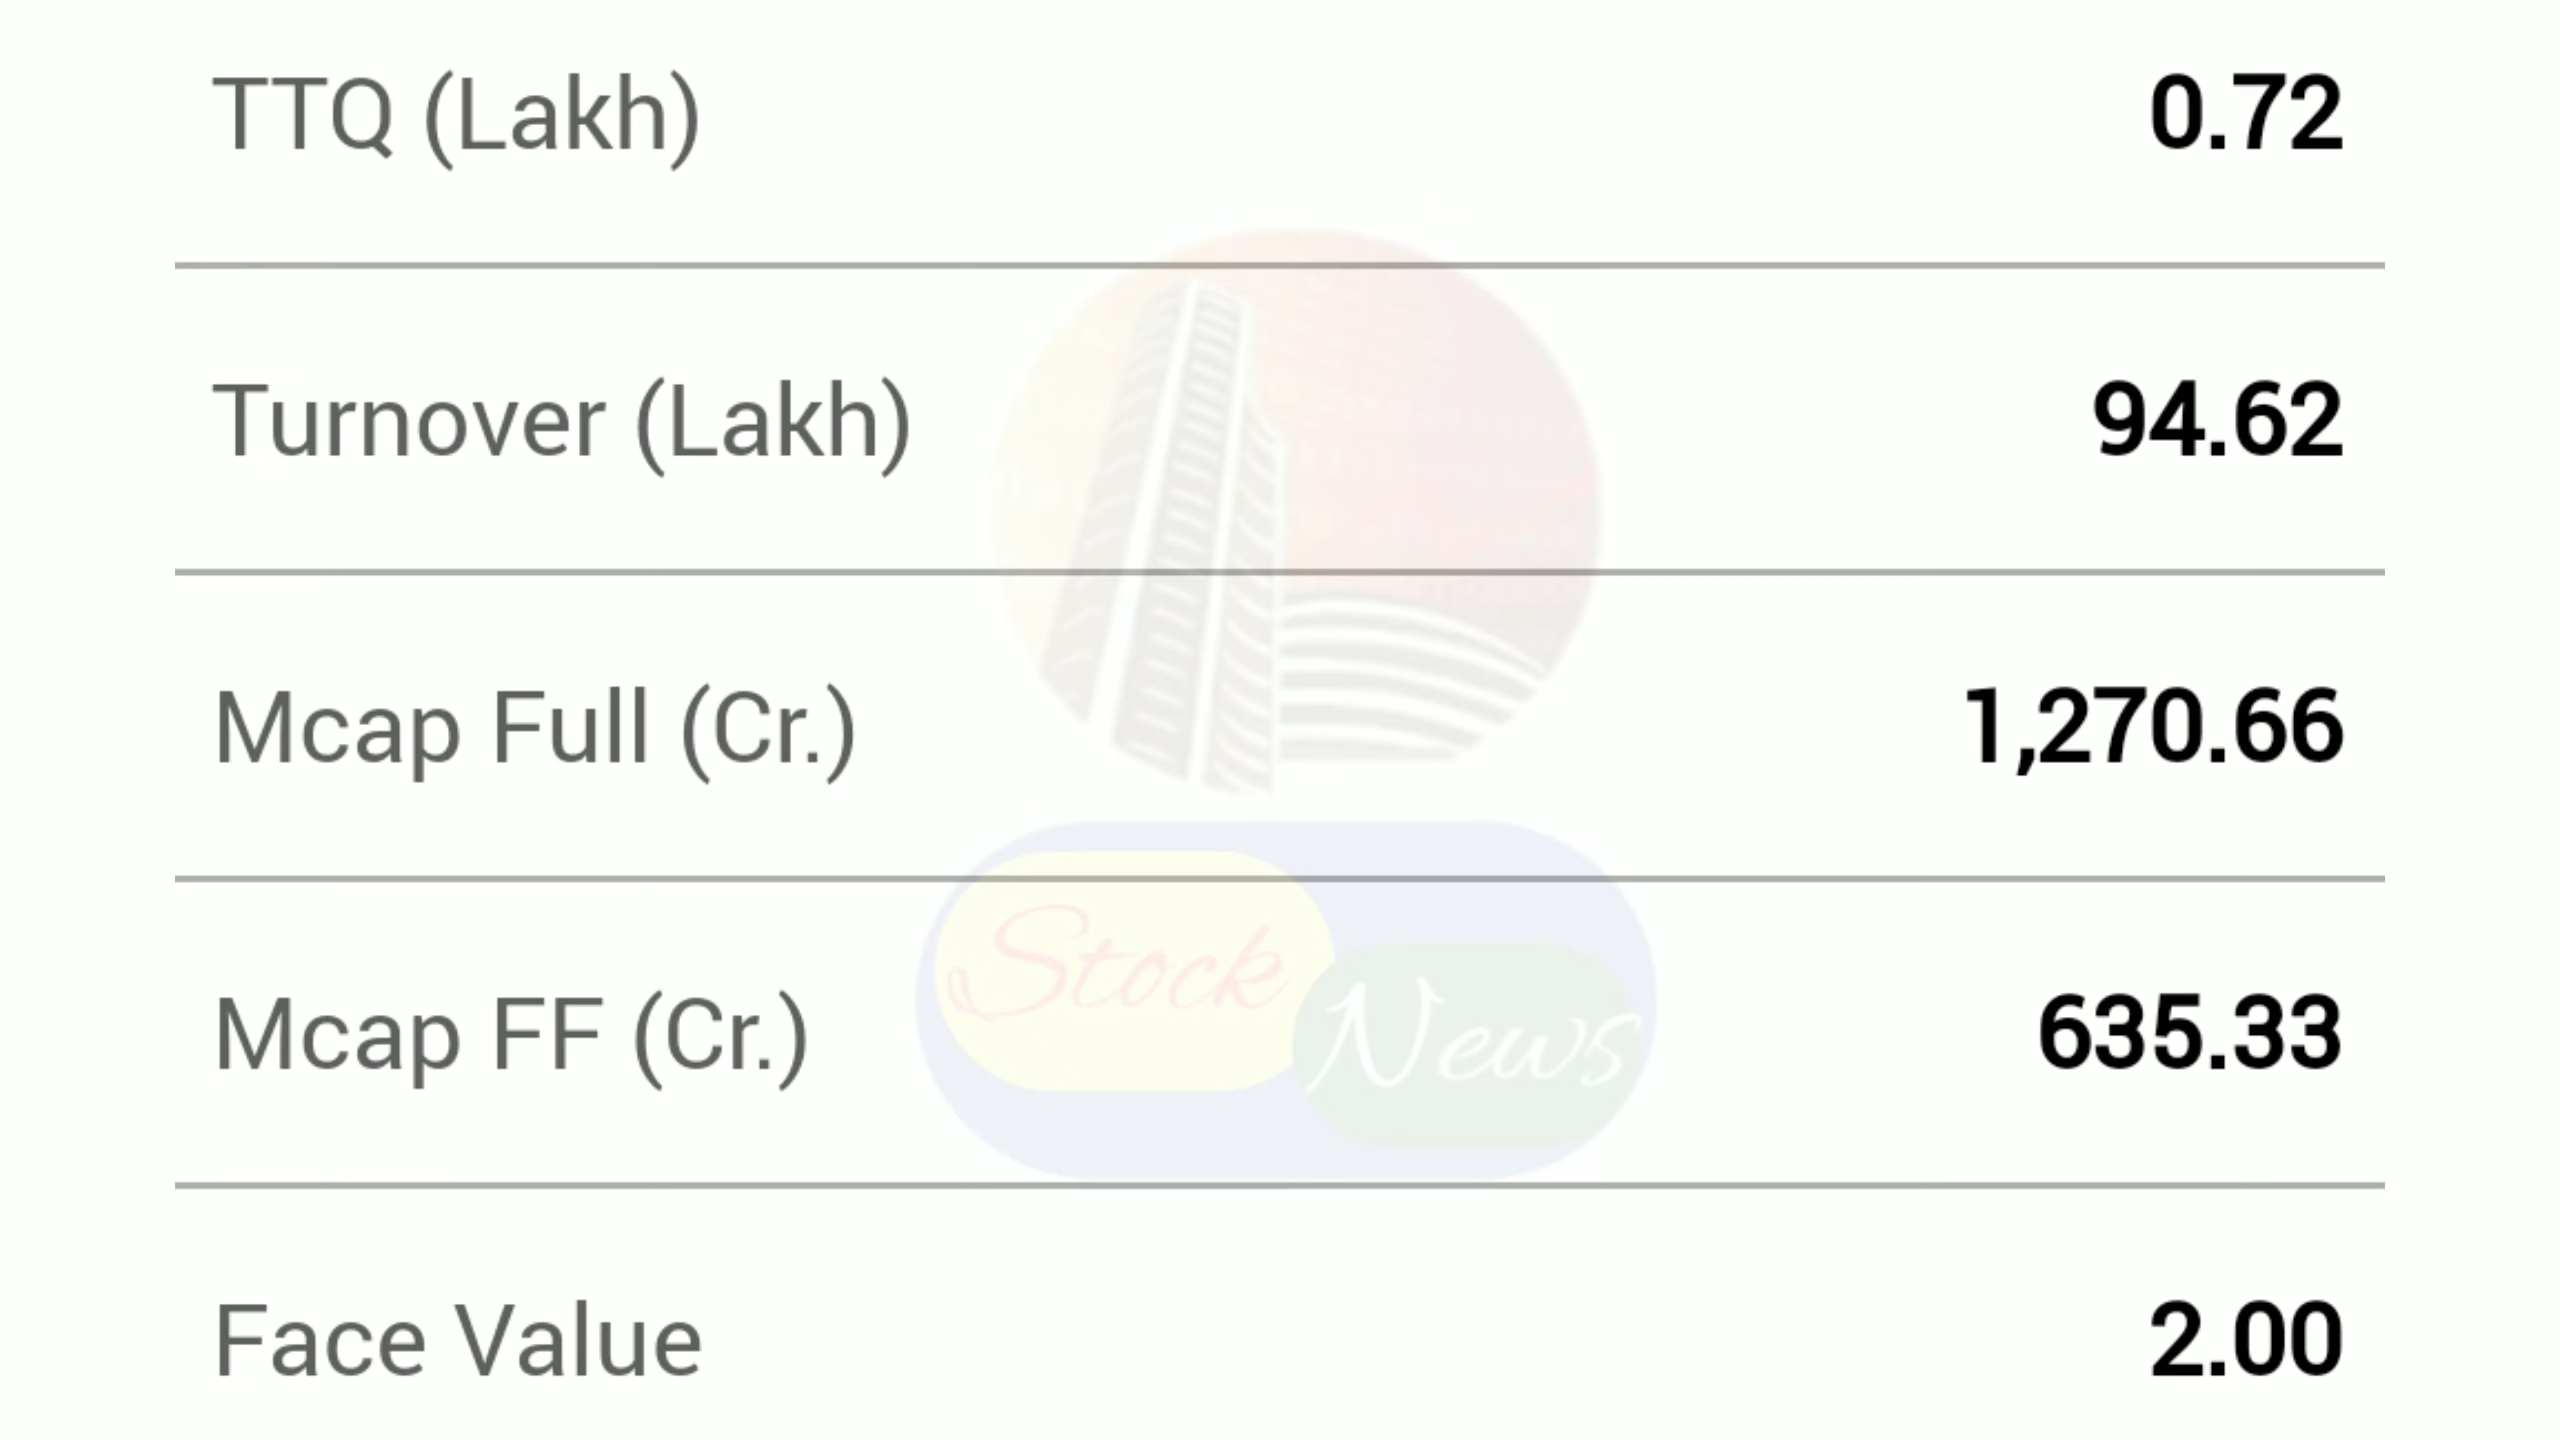 TTQ (Lakh) 0.72
Turnover (Lakh) 94.62
Mcap Full (Cr.) 1,270.66
Mcap FF (Cr.) 635.33
Stock
News
Face Value 2.00